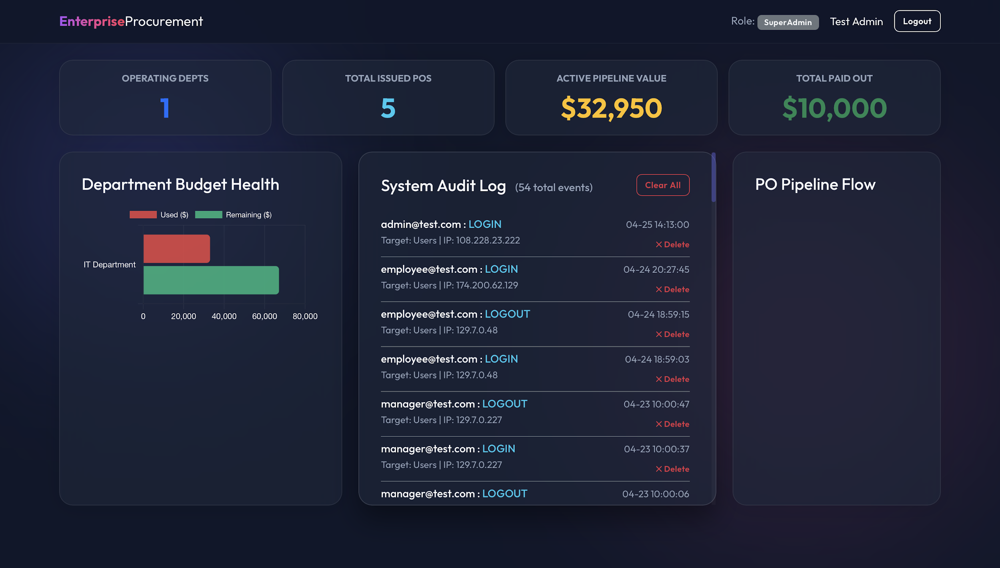 EnterpriseProcurement
Role: SuperAdmin Test Admin Logout
OPERATING DEPTS
1
TOTAL ISSUED POS
5
ACTIVE PIPELINE VALUE
$32,950
TOTAL PAID OUT
$10,000
Department Budget Health
Used ($) Remaining ($)
IT Department
0 20,000 40,000 60,000 80,000
System Audit Log (54 total events) Clear All
admin@test.com : LOGIN 04-25 14:13:00
Target: Users | IP: 108.228.23.222 ✕ Delete
employee@test.com : LOGIN 04-24 20:27:45
Target: Users | IP: 174.200.62.129 ✕ Delete
employee@test.com : LOGOUT 04-24 18:59:15
Target: Users | IP: 129.7.0.48 ✕ Delete
employee@test.com : LOGIN 04-24 18:59:03
Target: Users | IP: 129.7.0.48 ✕ Delete
manager@test.com : LOGOUT 04-23 10:00:47
Target: Users | IP: 129.7.0.227 ✕ Delete
manager@test.com : LOGIN 04-23 10:00:37
Target: Users | IP: 129.7.0.227 ✕ Delete
manager@test.com : LOGOUT 04-23 10:00:06
PO Pipeline Flow